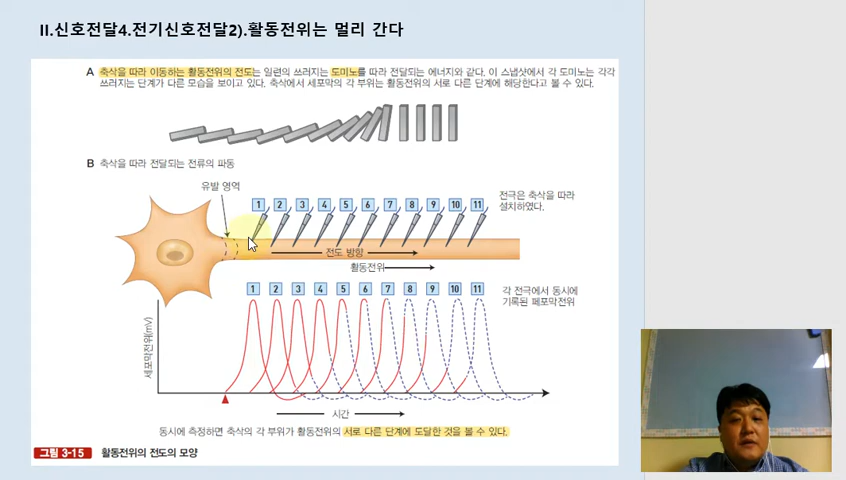 II.신호전달4.전기신호전달2).활동전위는 멀리 간다
A 축삭을 따라 이동하는 활동전위의 전도는 일련의 쓰러지는 도미노를 따라 전달되는 에너지와 같다. 이 스냅샷에서 각 도미노는 각각
쓰러지는 단계가 다른 모습을 보이고 있다. 축삭에서 세포막의 각 부위는 활동전위의 서로 다른 단계에 해당한다고 볼 수 있다.
B 축삭을 따라 전달되는 전류의 파동
유발 영역
1 2 3 4 5 6 7 8 9 10 11
전극은 축삭을 따라
설치하였다.
전도 방향
활동전위
1 2 3 4 5 6 7 8 9 10 11
각 전극에서 동시에
기록된 페포막전위
세포막전위(mV)
시간
동시에 측정하면 축삭의 각 부위가 활동전위의 서로 다른 단계에 도달한 것을 볼 수 있다.
그림 3-15 활동전위의 전도의 모양